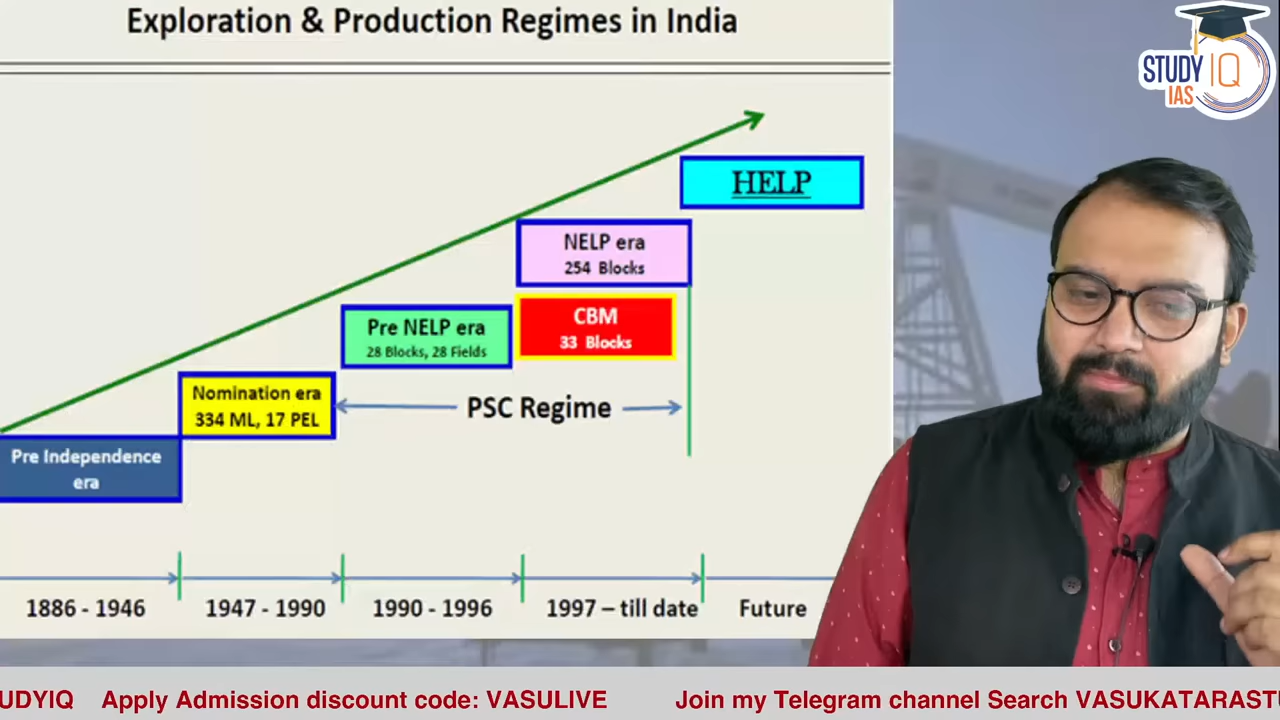 Exploration & Production Regimes in India
STUDY IQ
IAS
HELP
NELP era
254 Blocks
Pre NELP era
28 Blocks, 28 Fields
CBM
33 Blocks
Nomination era
334 ML, 17 PEL
PSC Regime
Pre Independence
era
1886 - 1946
1947 - 1990
1990 - 1996
1997 – till date
Future
UDYIQ Apply Admission discount code: VASULIVE Join my Telegram channel Search VASUKATARAST